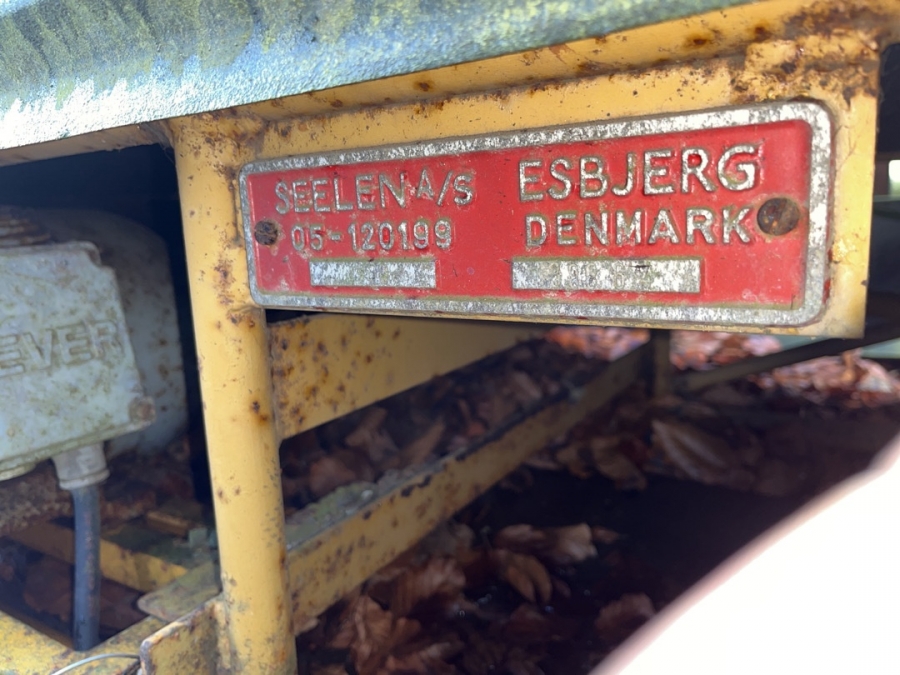 SEELEN A/S ESBJERG
05-120199 DENMARK
EVER